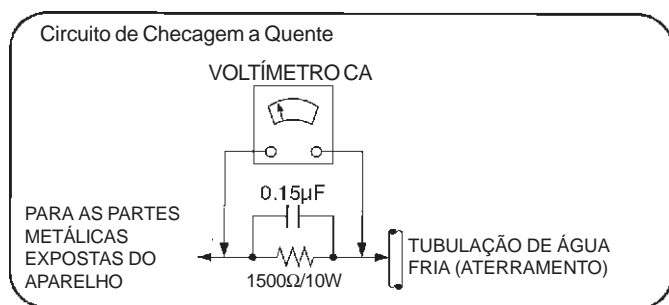 Circuito de Checagem a Quente
VOLTÍMETRO CA
0.15µF
PARA AS PARTES
METÁLICAS
EXPOSTAS DO
APARELHO
1500Ω/10W
TUBULAÇÃO DE ÁGUA
FRIA (ATERRAMENTO)